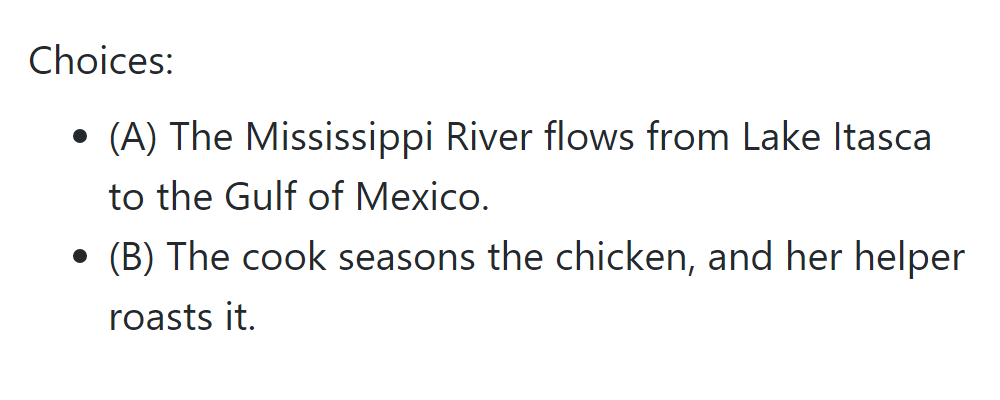 Choices:
• (A) The Mississippi River flows from Lake Itasca
to the Gulf of Mexico.
• (B) The cook seasons the chicken, and her helper
roasts it.